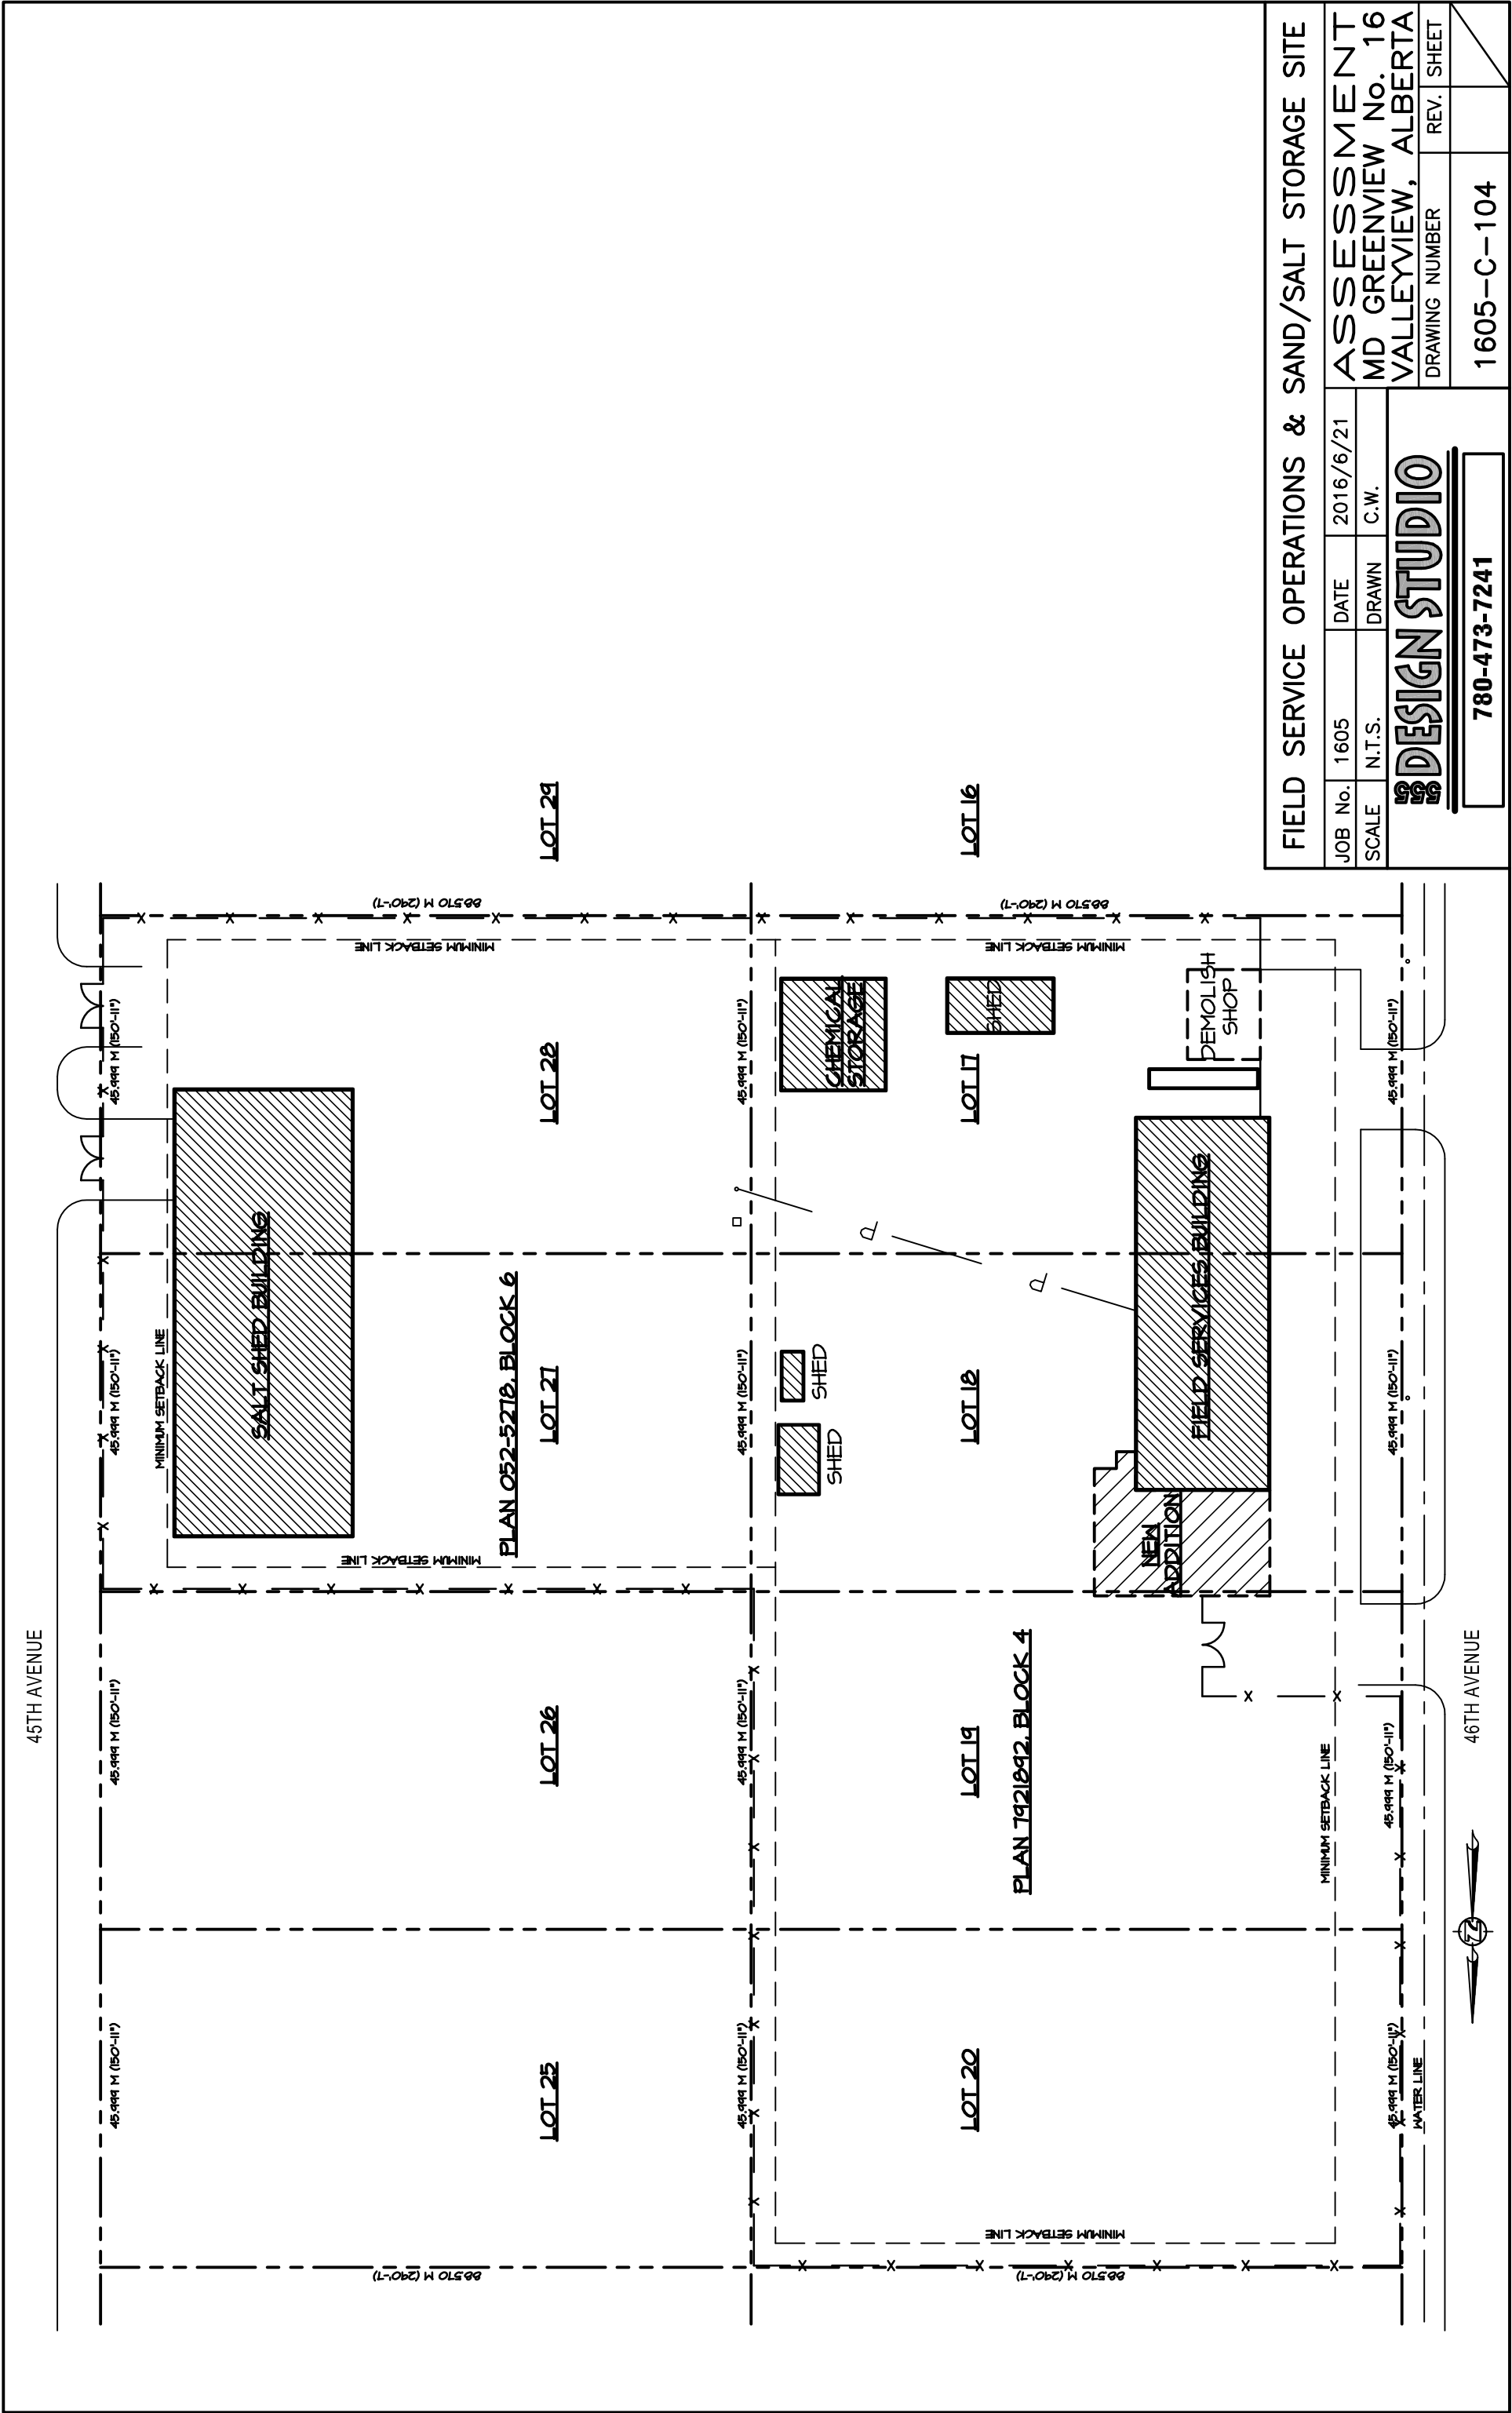 45TH AVENUE
45.999 M (150'-11")
45.999 M (150'-11")
45.999 M (150'-11")
45.999 M (150'-11")
MINIMUM SETBACK LINE
SALT SHED BUILDING
88.570 M (290'-7)
MINIMUM SETBACK LINE
MINIMUM SETBACK LINE
88.570 M (290'-7)
PLAN 052-5278, BLOCK 6
LOT 25
LOT 26
LOT 27
LOT 28
LOT 29
45.999 M (150'-11")
45.999 M (150'-11")
45.999 M (150'-11")
45.999 M (150'-11")
SHED
SHED
CHEMICAL
STORAGE
P
P
LOT 20
LOT 19
LOT 18
LOT 17
LOT 16
SHED
PLAN 7921892, BLOCK 4
88.570 M (290'-7)
MINIMUM SETBACK LINE
MINIMUM SETBACK LINE
88.570 M (290'-7)
NEW
ADDITION
FIELD SERVICES BUILDING
DEMOLISH
SHOP
MINIMUM SETBACK LINE
45.999 M (150'-11")
45.999 M (150'-11")
45.999 M (150'-11")
45.999 M (150'-11")
WATER LINE
46TH AVENUE
FIELD SERVICE OPERATIONS & SAND/SALT STORAGE SITE
JOB No. 1605 DATE 2016/6/21
SCALE N.T.S. DRAWN C.W.
ASSESSMENT
MD GREENVIEW No. 16
VALLEYVIEW, ALBERTA
555 DESIGN STUDIO
780-473-7241
DRAWING NUMBER REV. SHEET
1605-C-104